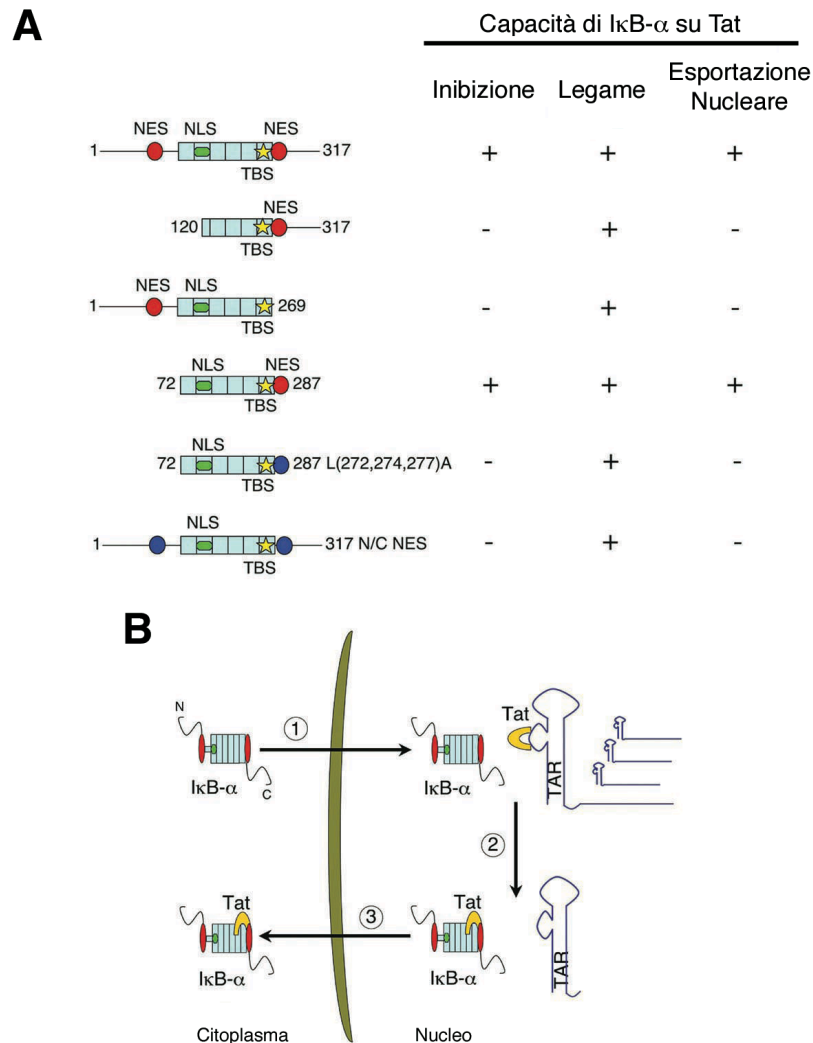 A
Capacità di IκB-α su Tat
Inibizione Legame Esportazione Nucleare
NES NLS NES
1 317 + + +
TBS
NES
120 317 - + -
TBS
NES NLS
1 269 - + -
TBS
NLS NES
72 287 + + +
TBS
NLS
72 287 L(272,274,277)A - + -
TBS
NLS
1 317 N/C NES - + -
TBS
B
N
1
Tat
IκB-α
C
IκB-α
TAR
2
Tat
3
Tat
IκB-α
IκB-α
TAR
Citoplasma
Nucleo